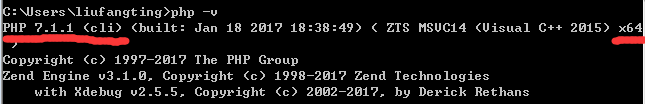 C:\Users\liufangting>php -v
PHP 7.1.1 (cli) (built: Jan 18 2017 18:38:49) ( ZTS MSVC14 (Visual C++ 2015) x64
)
Copyright (c) 1997-2017 The PHP Group
Zend Engine v3.1.0, Copyright (c) 1998-2017 Zend Technologies
    with Xdebug v2.5.5, Copyright (c) 2002-2017, by Derick Rethans